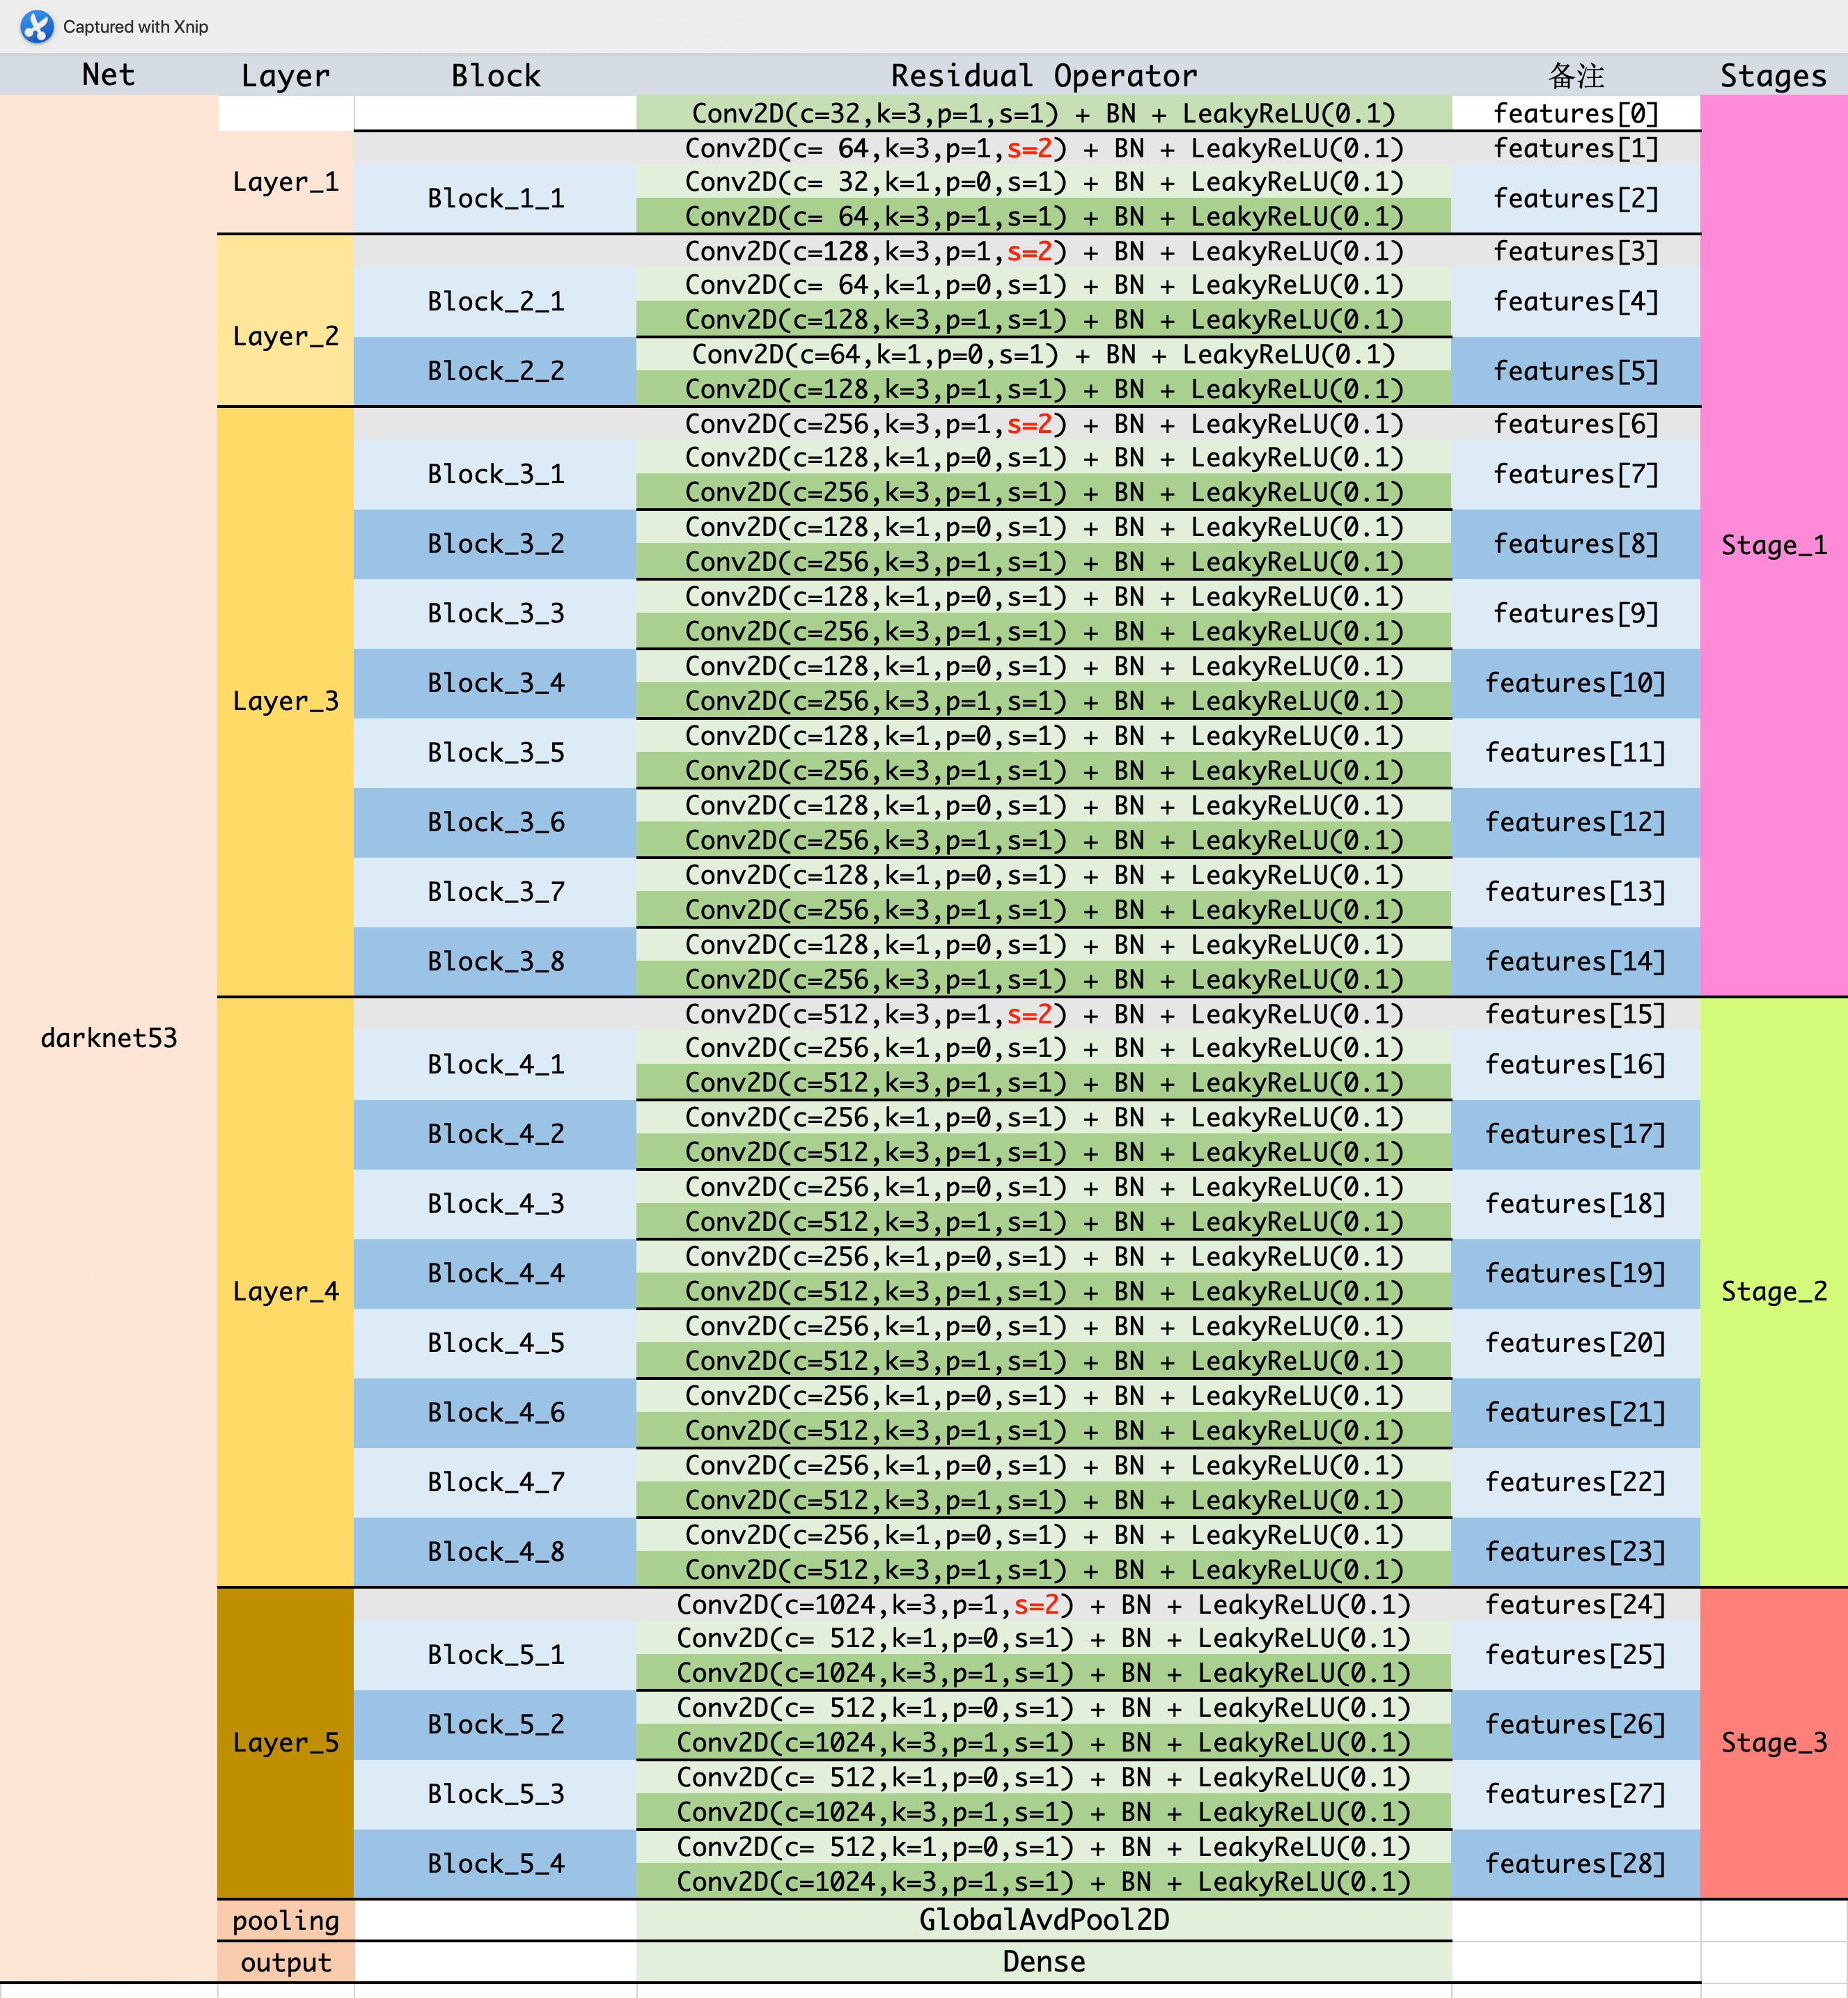 Captured with Xnip
Net Layer Block Residual Operator 备注 Stages
Conv2D(c=32,k=3,p=1,s=1) + BN + LeakyReLU(0.1) features[0]
Conv2D(c= 64,k=3,p=1,s=2) + BN + LeakyReLU(0.1) features[1]
Layer_1
Block_1_1 Conv2D(c= 32,k=1,p=0,s=1) + BN + LeakyReLU(0.1) features[2]
Conv2D(c= 64,k=3,p=1,s=1) + BN + LeakyReLU(0.1)
Conv2D(c=128,k=3,p=1,s=2) + BN + LeakyReLU(0.1) features[3]
Block_2_1 Conv2D(c= 64,k=1,p=0,s=1) + BN + LeakyReLU(0.1) features[4]
Conv2D(c=128,k=3,p=1,s=1) + BN + LeakyReLU(0.1)
Layer_2
Block_2_2 Conv2D(c=64,k=1,p=0,s=1) + BN + LeakyReLU(0.1) features[5]
Conv2D(c=128,k=3,p=1,s=1) + BN + LeakyReLU(0.1)
Conv2D(c=256,k=3,p=1,s=2) + BN + LeakyReLU(0.1) features[6]
Block_3_1 Conv2D(c=128,k=1,p=0,s=1) + BN + LeakyReLU(0.1) features[7]
Conv2D(c=256,k=3,p=1,s=1) + BN + LeakyReLU(0.1)
Block_3_2 Conv2D(c=128,k=1,p=0,s=1) + BN + LeakyReLU(0.1) features[8]
Conv2D(c=256,k=3,p=1,s=1) + BN + LeakyReLU(0.1)
Stage_1
Block_3_3 Conv2D(c=128,k=1,p=0,s=1) + BN + LeakyReLU(0.1) features[9]
Conv2D(c=256,k=3,p=1,s=1) + BN + LeakyReLU(0.1)
Block_3_4 Conv2D(c=128,k=1,p=0,s=1) + BN + LeakyReLU(0.1) features[10]
Conv2D(c=256,k=3,p=1,s=1) + BN + LeakyReLU(0.1)
Layer_3
Block_3_5 Conv2D(c=128,k=1,p=0,s=1) + BN + LeakyReLU(0.1) features[11]
Conv2D(c=256,k=3,p=1,s=1) + BN + LeakyReLU(0.1)
Block_3_6 Conv2D(c=128,k=1,p=0,s=1) + BN + LeakyReLU(0.1) features[12]
Conv2D(c=256,k=3,p=1,s=1) + BN + LeakyReLU(0.1)
Block_3_7 Conv2D(c=128,k=1,p=0,s=1) + BN + LeakyReLU(0.1) features[13]
Conv2D(c=256,k=3,p=1,s=1) + BN + LeakyReLU(0.1)
Block_3_8 Conv2D(c=128,k=1,p=0,s=1) + BN + LeakyReLU(0.1) features[14]
Conv2D(c=256,k=3,p=1,s=1) + BN + LeakyReLU(0.1)
Conv2D(c=512,k=3,p=1,s=2) + BN + LeakyReLU(0.1) features[15]
darknet53
Block_4_1 Conv2D(c=256,k=1,p=0,s=1) + BN + LeakyReLU(0.1) features[16]
Conv2D(c=512,k=3,p=1,s=1) + BN + LeakyReLU(0.1)
Block_4_2 Conv2D(c=256,k=1,p=0,s=1) + BN + LeakyReLU(0.1) features[17]
Conv2D(c=512,k=3,p=1,s=1) + BN + LeakyReLU(0.1)
Block_4_3 Conv2D(c=256,k=1,p=0,s=1) + BN + LeakyReLU(0.1) features[18]
Conv2D(c=512,k=3,p=1,s=1) + BN + LeakyReLU(0.1)
Block_4_4 Conv2D(c=256,k=1,p=0,s=1) + BN + LeakyReLU(0.1) features[19]
Conv2D(c=512,k=3,p=1,s=1) + BN + LeakyReLU(0.1)
Layer_4 Stage_2
Block_4_5 Conv2D(c=256,k=1,p=0,s=1) + BN + LeakyReLU(0.1) features[20]
Conv2D(c=512,k=3,p=1,s=1) + BN + LeakyReLU(0.1)
Block_4_6 Conv2D(c=256,k=1,p=0,s=1) + BN + LeakyReLU(0.1) features[21]
Conv2D(c=512,k=3,p=1,s=1) + BN + LeakyReLU(0.1)
Block_4_7 Conv2D(c=256,k=1,p=0,s=1) + BN + LeakyReLU(0.1) features[22]
Conv2D(c=512,k=3,p=1,s=1) + BN + LeakyReLU(0.1)
Block_4_8 Conv2D(c=256,k=1,p=0,s=1) + BN + LeakyReLU(0.1) features[23]
Conv2D(c=512,k=3,p=1,s=1) + BN + LeakyReLU(0.1)
Conv2D(c=1024,k=3,p=1,s=2) + BN + LeakyReLU(0.1) features[24]
Block_5_1 Conv2D(c= 512,k=1,p=0,s=1) + BN + LeakyReLU(0.1) features[25]
Conv2D(c=1024,k=3,p=1,s=1) + BN + LeakyReLU(0.1)
Block_5_2 Conv2D(c= 512,k=1,p=0,s=1) + BN + LeakyReLU(0.1) features[26]
Conv2D(c=1024,k=3,p=1,s=1) + BN + LeakyReLU(0.1)
Layer_5 Stage_3
Block_5_3 Conv2D(c= 512,k=1,p=0,s=1) + BN + LeakyReLU(0.1) features[27]
Conv2D(c=1024,k=3,p=1,s=1) + BN + LeakyReLU(0.1)
Block_5_4 Conv2D(c= 512,k=1,p=0,s=1) + BN + LeakyReLU(0.1) features[28]
Conv2D(c=1024,k=3,p=1,s=1) + BN + LeakyReLU(0.1)
pooling GlobalAvdPool2D
output Dense